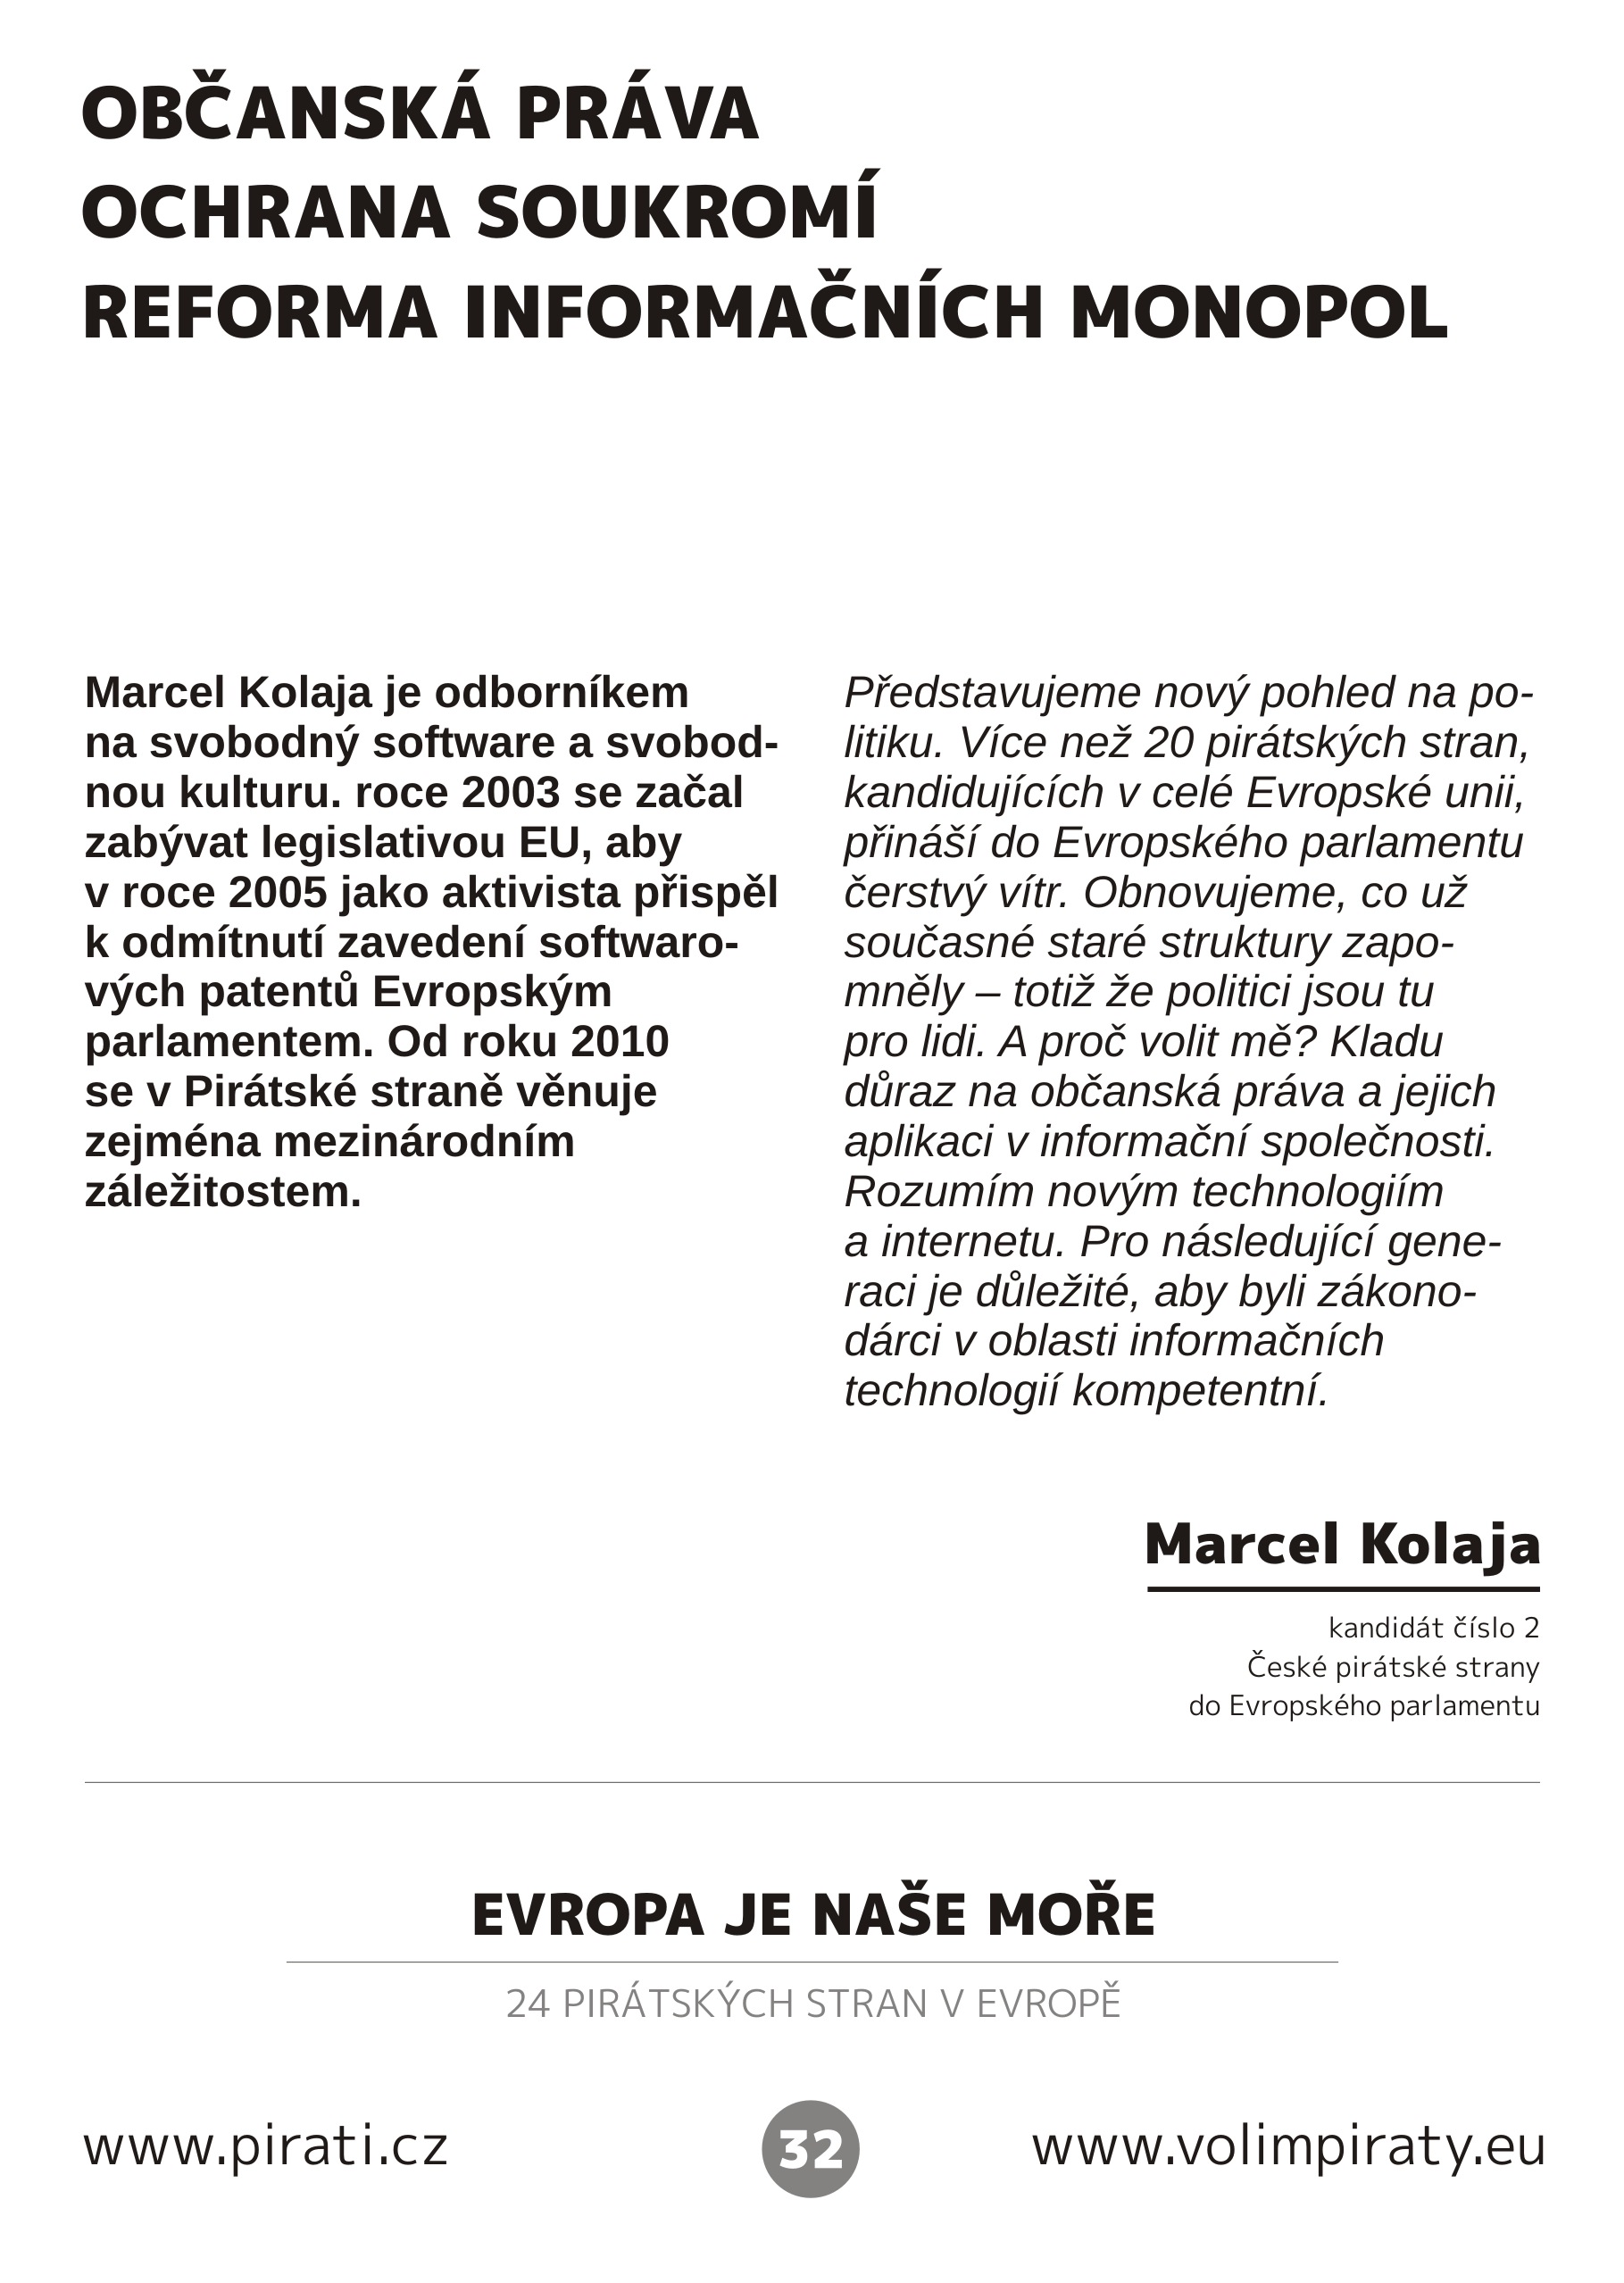 OBČANSKÁ PRÁVA
OCHRANA SOUKROMÍ
REFORMA INFORMAČNÍCH MONOPOL
Marcel Kolaja je odborníkem
na svobodný software a svobod-
nou kulturu. roce 2003 se začal
zabývat legislativou EU, aby
v roce 2005 jako aktivista přispěl
k odmítnutí zavedení softwaro-
vých patentů Evropským
parlamentem. Od roku 2010
se v Pirátské straně věnuje
zejména mezinárodním
záležitostem.
Představujeme nový pohled na po-
litiku. Více než 20 pirátských stran,
kandidujících v celé Evropské unii,
přináší do Evropského parlamentu
čerstvý vítr. Obnovujeme, co už
současné staré struktury zapo-
mněly – totiž že politici jsou tu
pro lidi. A proč volit mě? Kladu
důraz na občanská práva a jejich
aplikaci v informační společnosti.
Rozumím novým technologiím
a internetu. Pro následující gene-
raci je důležité, aby byli zákono-
dárci v oblasti informačních
technologií kompetentní.
Marcel Kolaja
kandidát číslo 2
České pirátské strany
do Evropského parlamentu
EVROPA JE NAŠE MOŘE
24 PIRÁTSKÝCH STRAN V EVROPĚ
www.pirati.cz
32
www.volimpiraty.eu